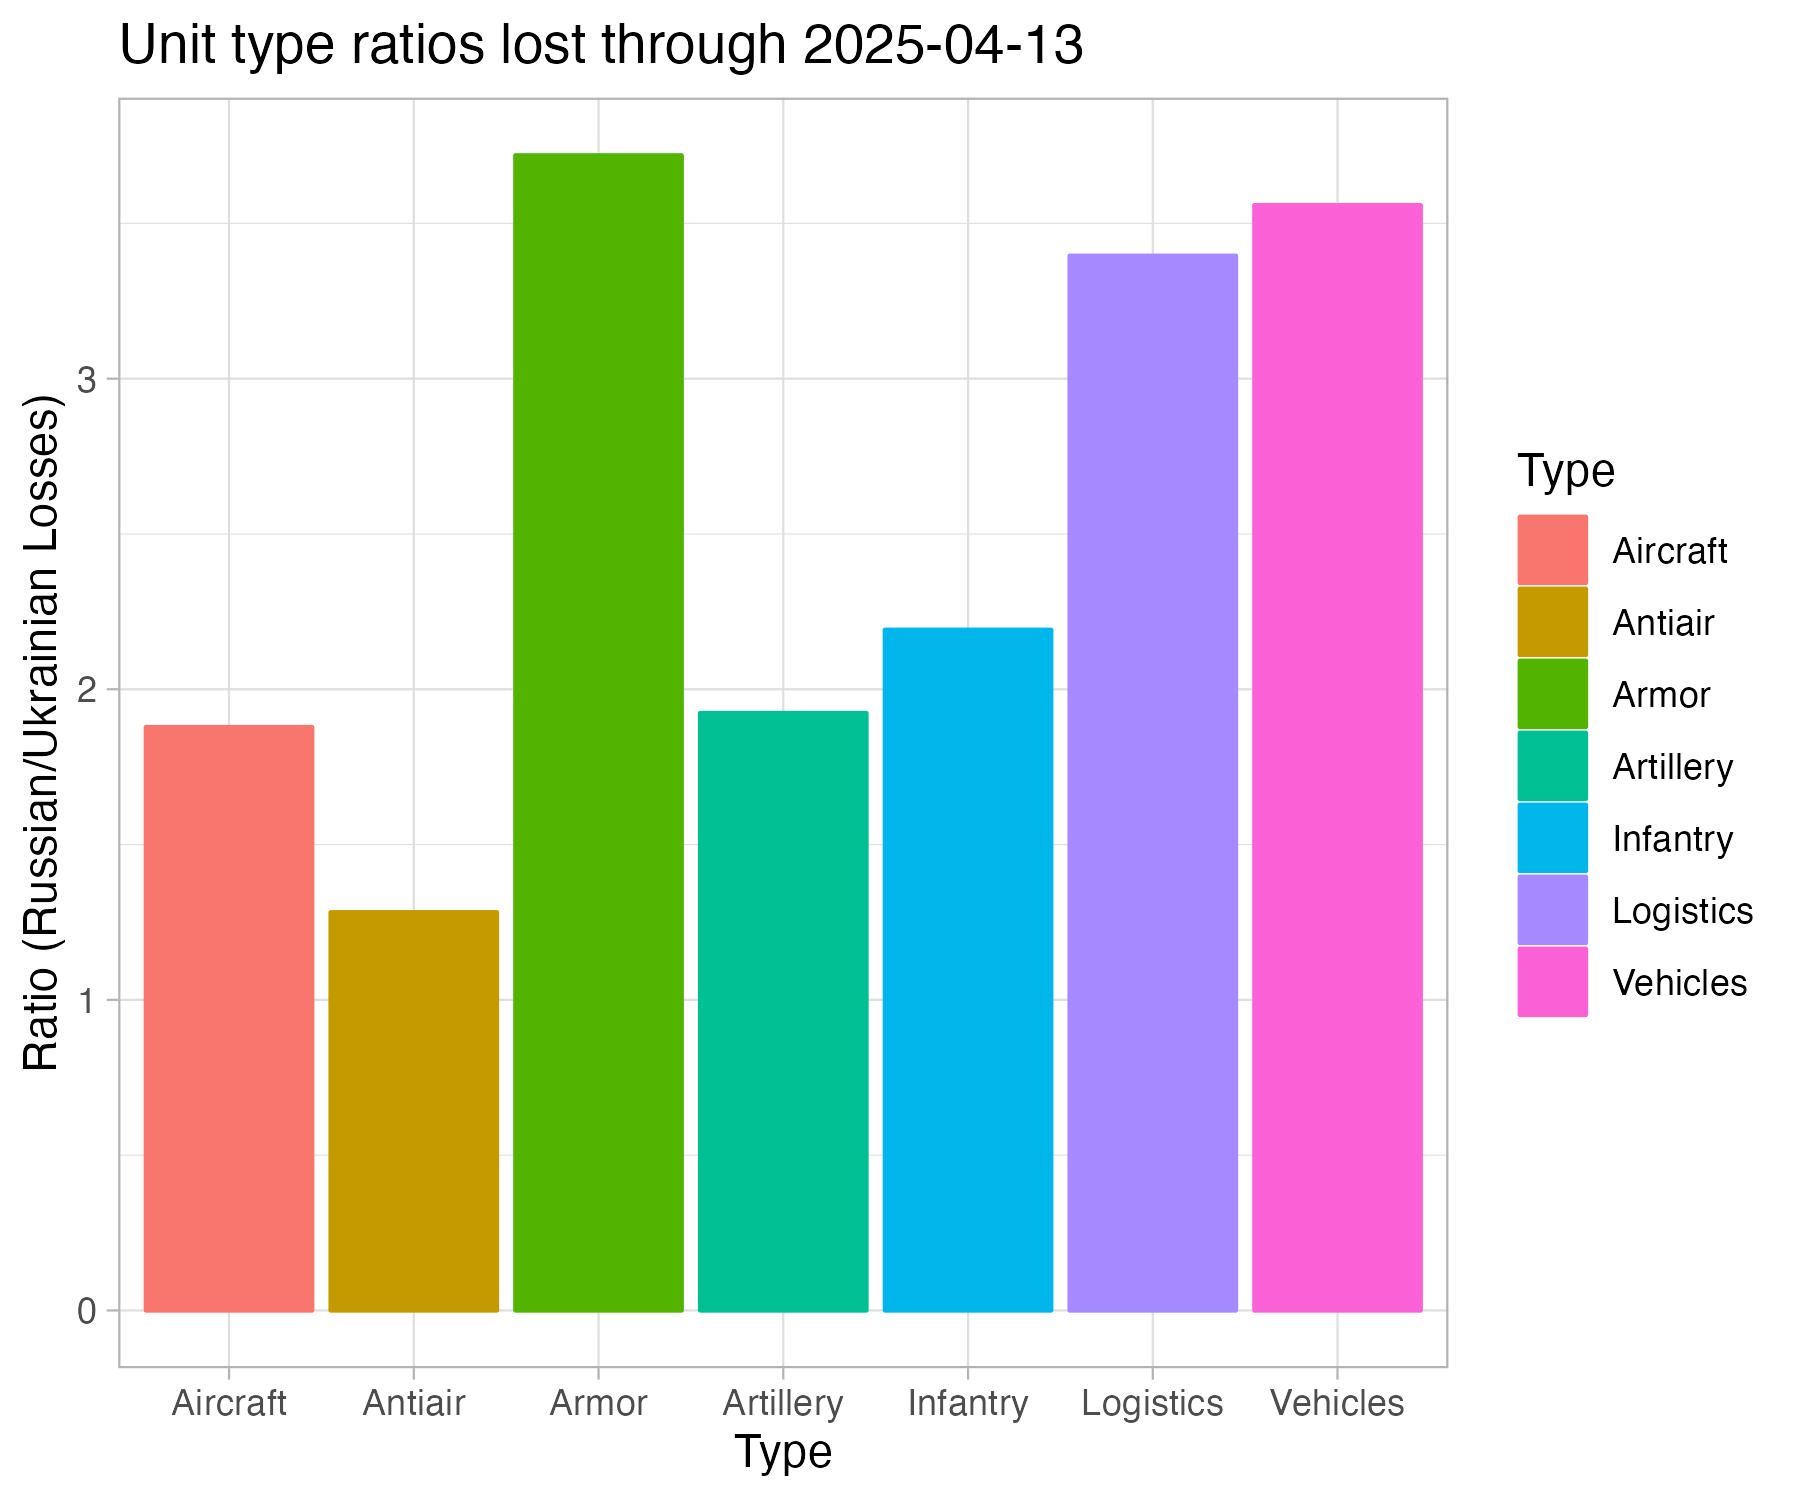 Unit type ratios lost through 2025-04-13
Ratio (Russian/Ukrainian Losses)
3
2
1
0
Aircraft Antiair Armor Artillery Infantry Logistics Vehicles
Type
Type
Aircraft
Antiair
Armor
Artillery
Infantry
Logistics
Vehicles